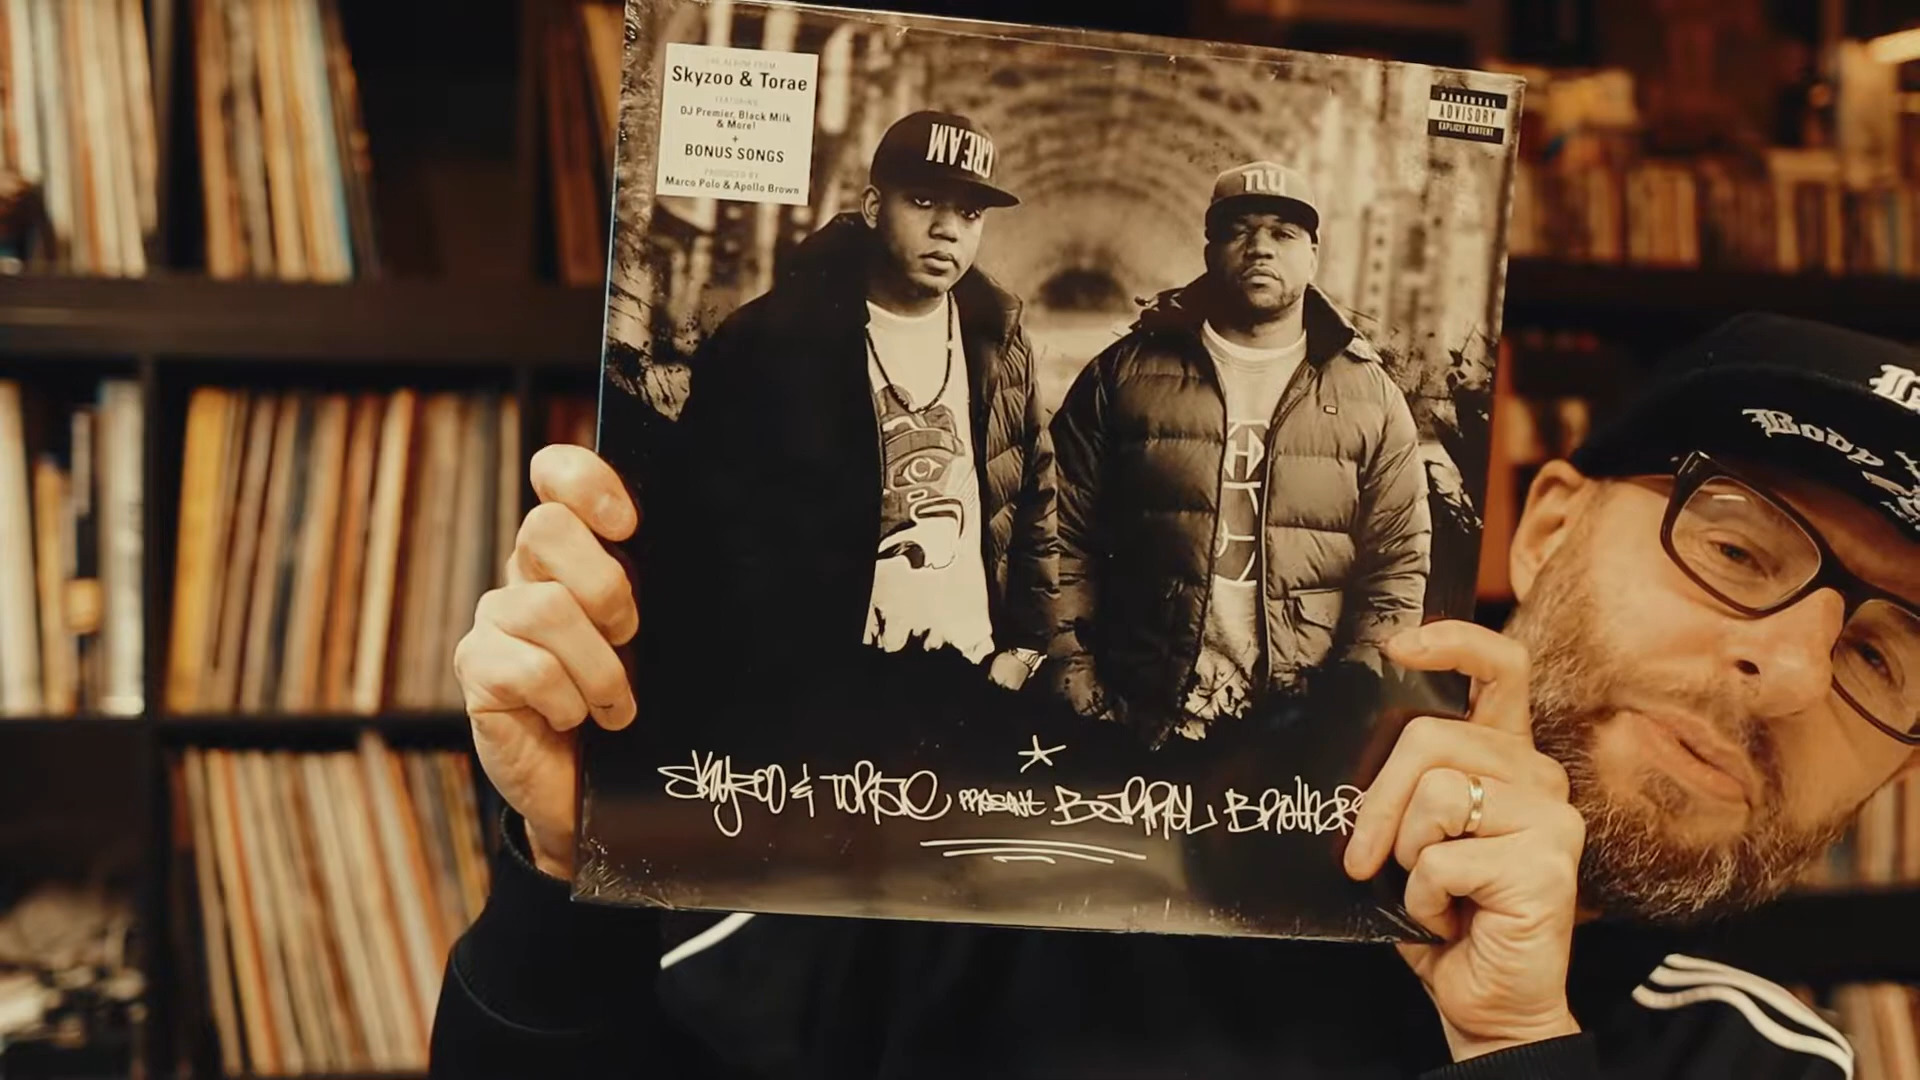 THE ALBUM FROM
Skyzoo & Torae
FEATURING
DJ Premier, Black Milk
& More!
+
BONUS SONGS
PRODUCED BY
Marco Polo & Apollo Brown
PARENTAL
ADVISORY
EXPLICIT CONTENT
CREAM
ny
Body
SKYZOO & TORAE PRESENT BARREL BROTHERS